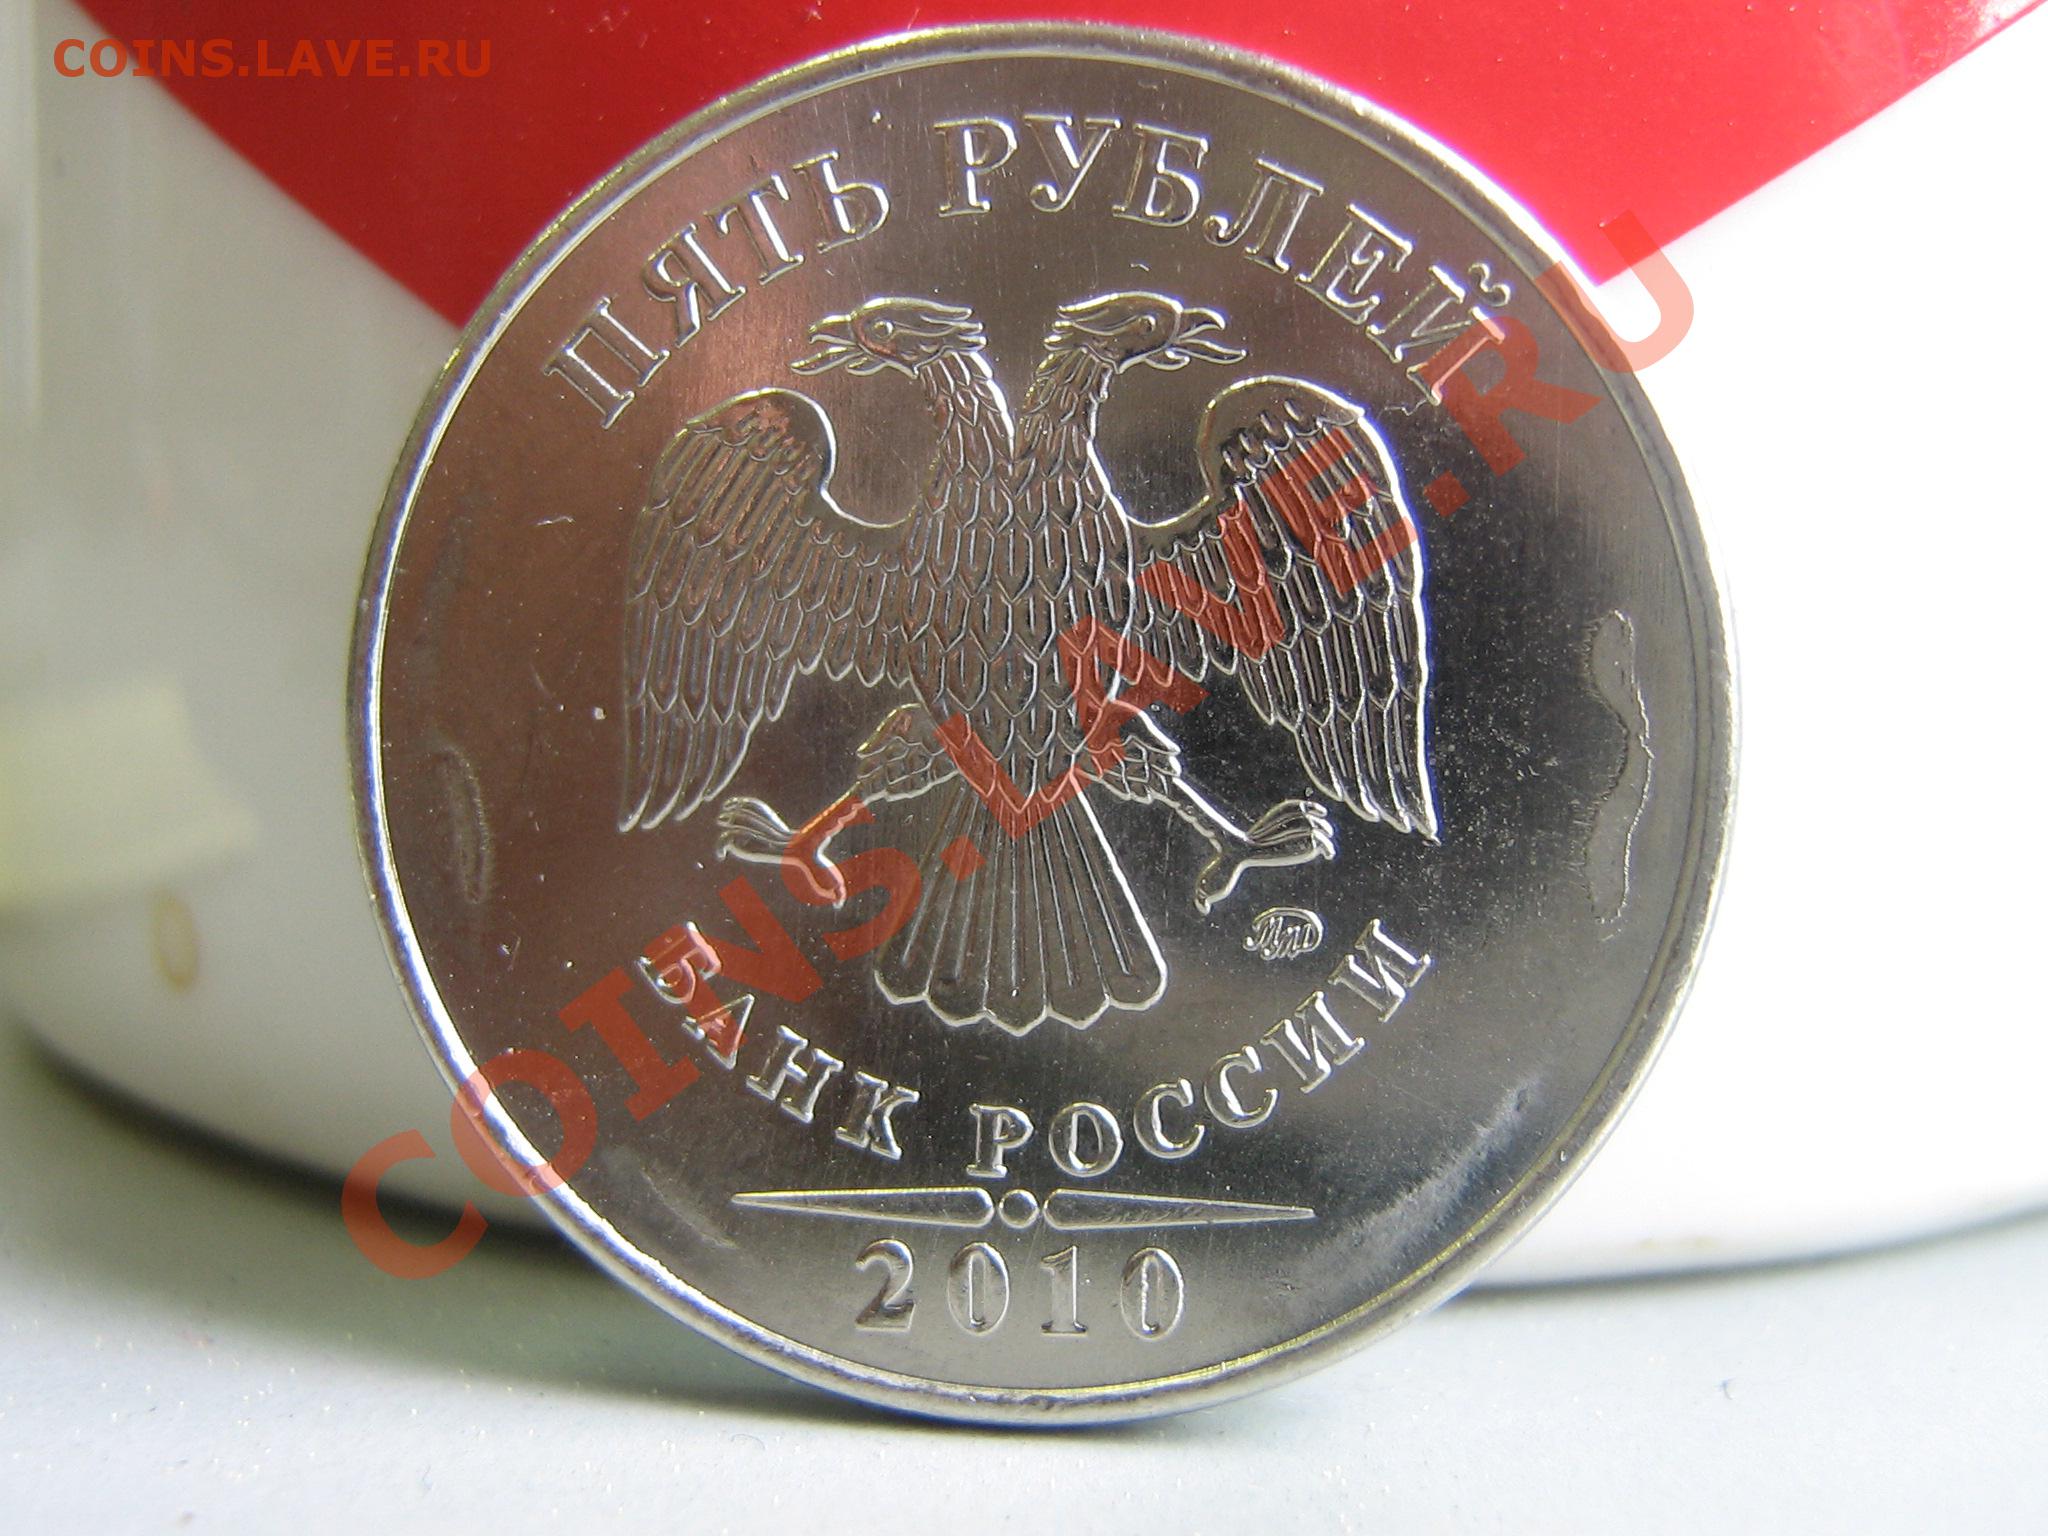 COINS.LAVE.RU
ПЯТЬ РУБЛЕЙ
COINS.LAVE.RU
ММД
БАНК РОССИИ
2010